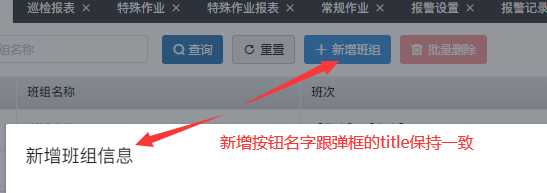 巡检报表 × 特殊作业 × 特殊作业报表 × 常规作业 × 报警设置 × 报警记录
组名称 查询 重置 + 新增班组 批量删除
班组名称 班次
新增班组信息
新增按钮名字跟弹框的title保持一致